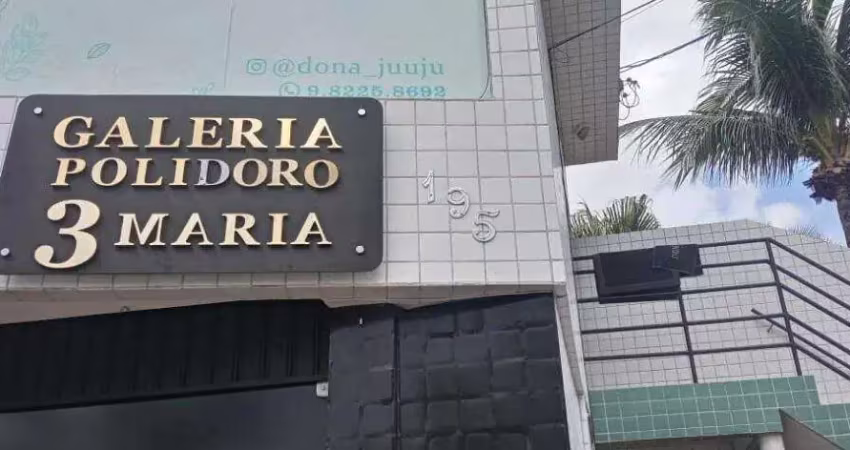 @dona_juuju
9.8225.8692
GALERIA
POLIDORO
3 MARIA
195